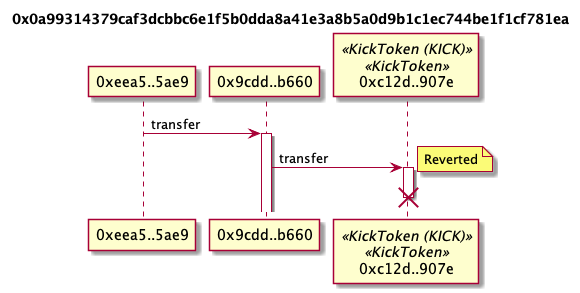 0x0a99314379caf3dcbbc6e1f5b0dda8a41e3a8b5a0d9b1c1ec744be1f1cf781ea
«KickToken (KICK)»
«KickToken»
0xeea5..5ae9
0x9cdd..b660
0xc12d..907e
transfer
transfer
Reverted
0xeea5..5ae9
0x9cdd..b660
«KickToken (KICK)»
«KickToken»
0xc12d..907e